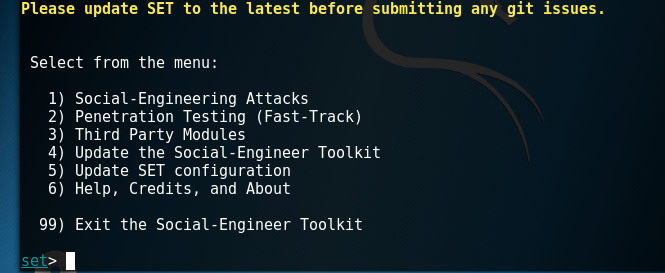 Please update SET to the latest before submitting any git issues.
Select from the menu:
1) Social-Engineering Attacks
2) Penetration Testing (Fast-Track)
3) Third Party Modules
4) Update the Social-Engineer Toolkit
5) Update SET configuration
6) Help, Credits, and About
99) Exit the Social-Engineer Toolkit
set>